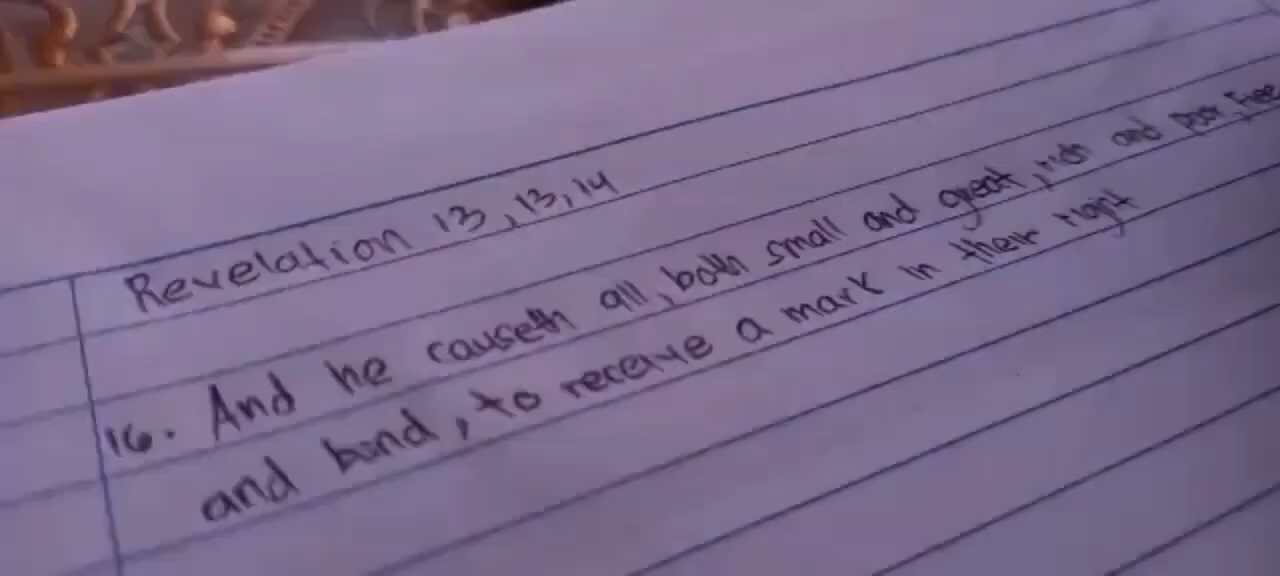 Revelation 13, 13, 14
16. And he causeth all, both small and great, rich and poor, Free
and bond, to receive a mark in their right